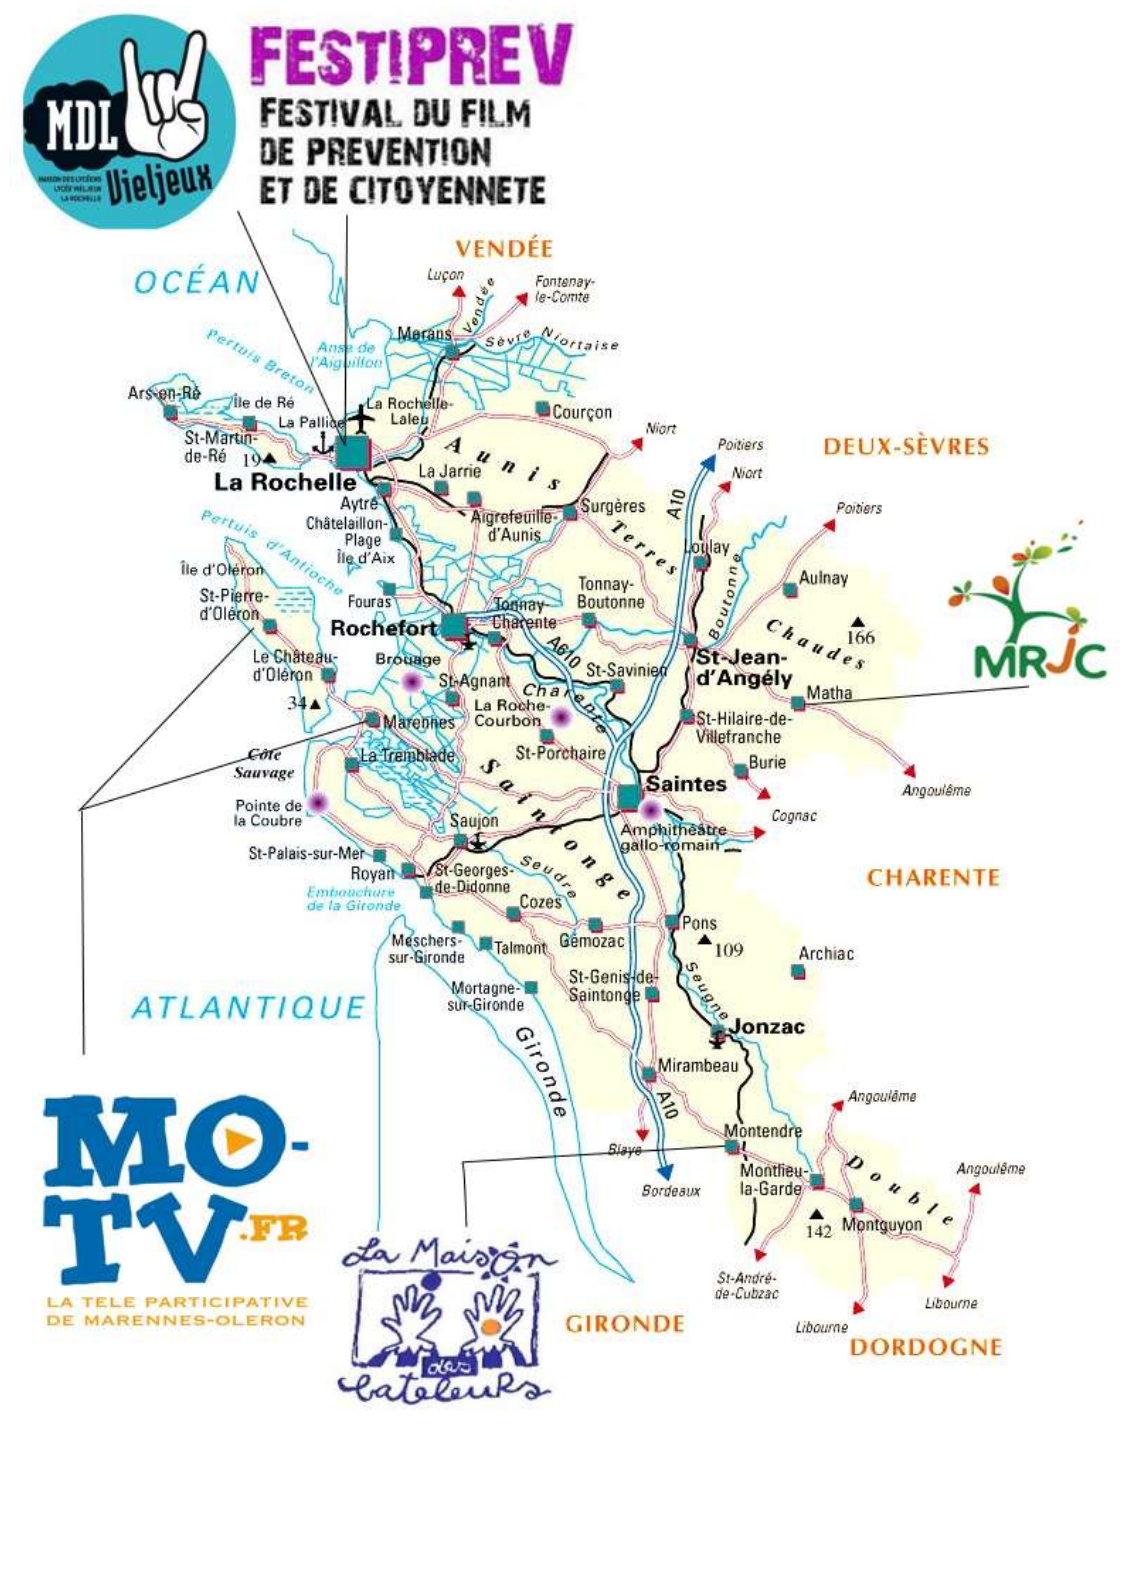 MDL
MAISON DES LYCÉENS
LYCÉE VIELJEUX
LA ROCHELLE
Vieljeux
FESTIPREV
FESTIVAL DU FILM
DE PREVENTION
ET DE CITOYENNETE
VENDÉE
OCÉAN
Luçon
Fontenay-
le-Comte
Vendée
Marans
Sèvre Niortaise
Pertuis Breton
Anse de
l'Aiguillon
Ars-en-Ré
Île de Ré
La Pallice
La Rochelle-
Laleu
Courçon
St-Martin-
de-Ré
19
Niort
Poitiers
DEUX-SÈVRES
Aunis
La Jarrie
La Rochelle
Niort
Aytré
A10
Poitiers
Surgères
Aigrefeuille-
d'Aunis
Châtelaillon-
Plage
Pertuis d'Antioche
Île d'Aix
Terres
Loulay
Île d'Oléron
Boutonne
Aulnay
St-Pierre-
d'Oléron
Fouras
Tonnay-
Boutonne
Tonnay-
Charente
Rochefort
166
Chaudes
MRJC
A610
Brouage
Le Château-
d'Oléron
St-Savinien
St-Jean-
d'Angély
St-Agnant
Charente
34
La Roche-
Courbon
Matha
Marennes
St-Hilaire-de-
Villefranche
St-Porchaire
La Tremblade
Côte
Sauvage
Burie
Saintonge
Saintes
Angoulême
Pointe de
la Coubre
Cognac
Saujon
Amphithéâtre
gallo-romain
St-Palais-sur-Mer
Royan
St-Georges-
de-Didonne
Seudre
CHARENTE
Embouchure
de la Gironde
Cozes
Pons
Meschers-
sur-Gironde
Talmont
Gémozac
109
Archiac
Mortagne-
sur-Gironde
St-Genis-de-
Saintonge
Seugne
ATLANTIQUE
Jonzac
Gironde
Mirambeau
A10
Angoulême
Montendre
Blaye
Montlieu-
la-Garde
Double
Angoulême
Bordeaux
142
Montguyon
MO-
TV.FR
LA TELE PARTICIPATIVE
DE MARENNES-OLERON
La Maison
des
bateleurs
St-André-
de-Cubzac
Libourne
GIRONDE
Libourne
DORDOGNE